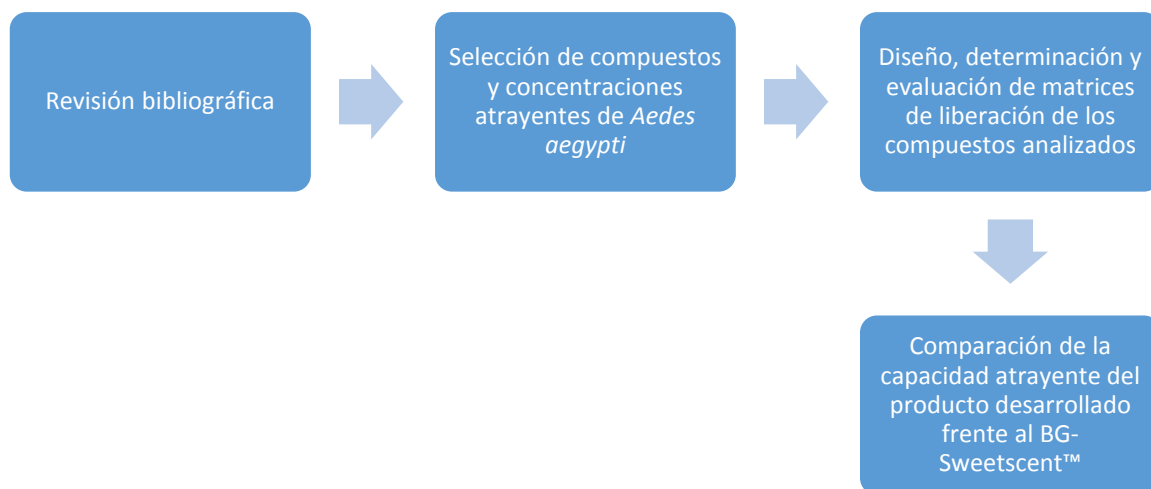 Revisión bibliográfica
Selección de compuestos
y concentraciones
atrayentes de Aedes
aegypti
Diseño, determinación y
evaluación de matrices
de liberación de los
compuestos analizados
Comparación de la
capacidad atrayente del
producto desarrollado
frente al BG-
Sweetscent™